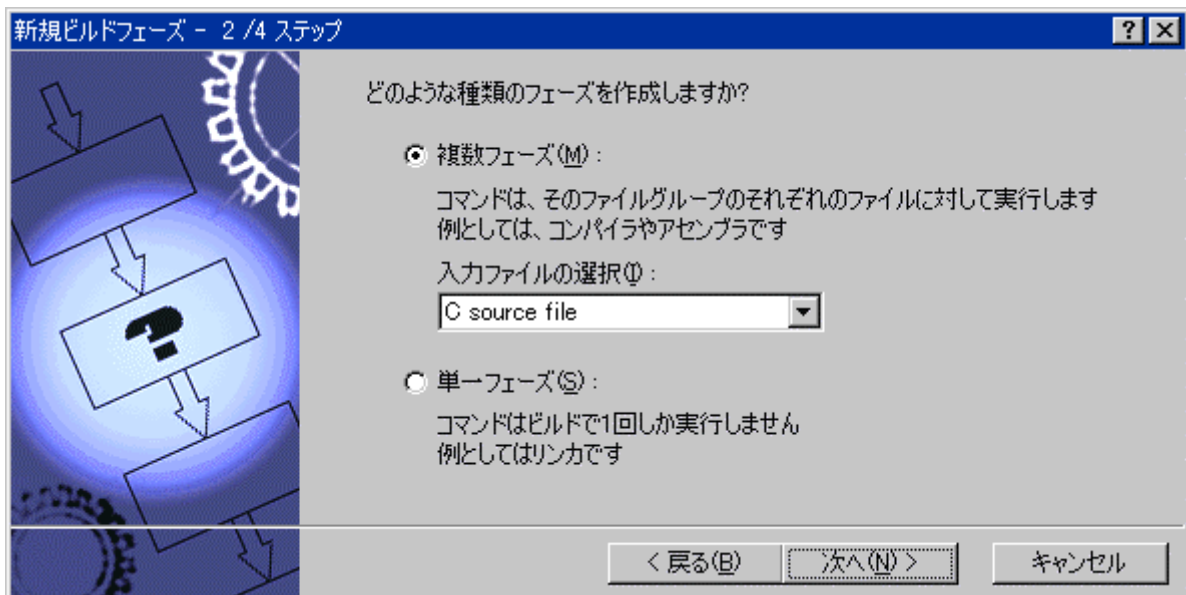 新規ビルドフェーズ - 2 /4 ステップ
どのような種類のフェーズを作成しますか?
複数フェーズ(M) :
コマンドは、そのファイルグループのそれぞれのファイルに対して実行します
例としては、コンパイラやアセンブラです
入力ファイルの選択(I) :
C source file
単一フェーズ(S) :
コマンドはビルドで1回しか実行しません
例としてはリンカです
< 戻る(B) 次へ(N) > キャンセル